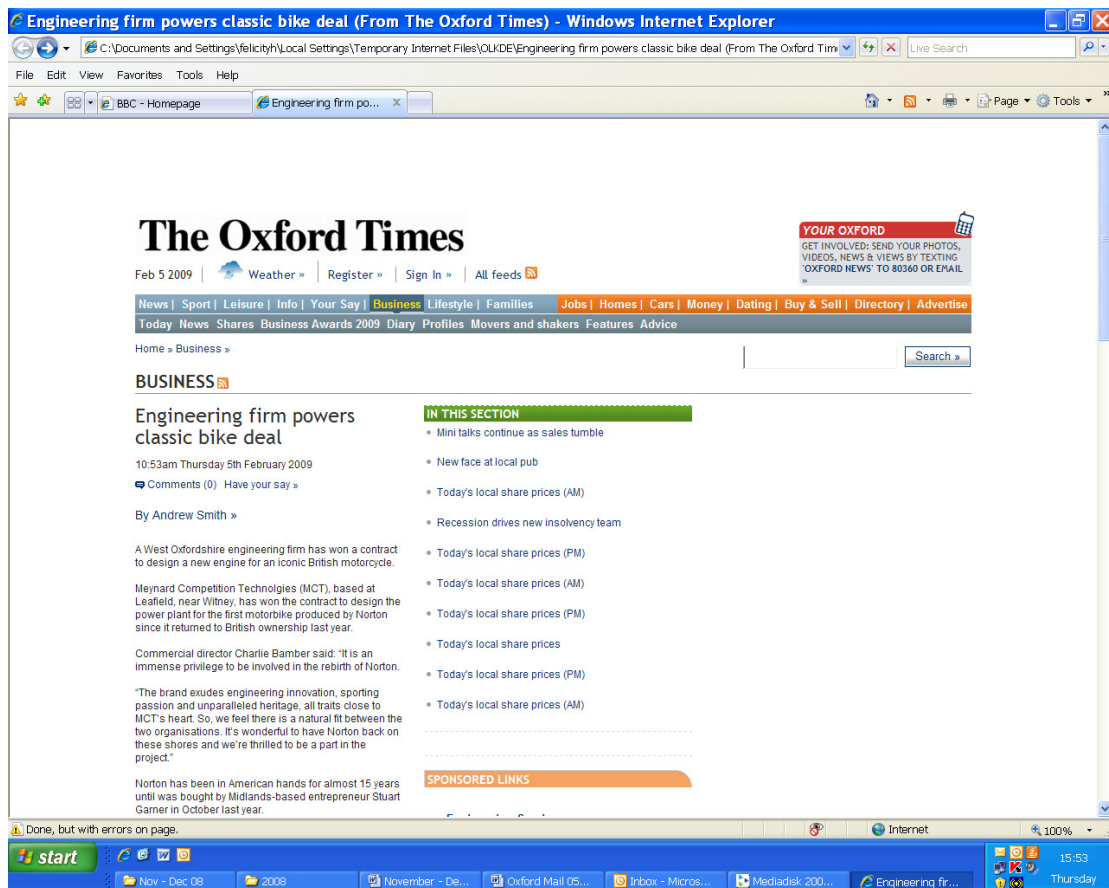 Engineering firm powers classic bike deal (From The Oxford Times) - Windows Internet Explorer
C:\Documents and Settings\felicityh\Local Settings\Temporary Internet Files\OLKDE\Engineering firm powers classic bike deal (From The Oxford Tim
Live Search
File Edit View Favorites Tools Help
BBC - Homepage
Engineering firm po... X
Page
Tools
»
The Oxford Times
YOUR OXFORD
GET INVOLVED: SEND YOUR PHOTOS,
VIDEOS, NEWS & VIEWS BY TEXTING
'OXFORD NEWS' TO 80360 OR EMAIL
»
Feb 5 2009 | Weather » | Register » | Sign In » | All feeds
News | Sport | Leisure | Info | Your Say | Business Lifestyle | Families Jobs | Homes | Cars | Money | Dating | Buy & Sell | Directory | Advertise
Today News Shares Business Awards 2009 Diary Profiles Movers and shakers Features Advice
Home » Business »
Search »
BUSINESS
Engineering firm powers
classic bike deal
10:53am Thursday 5th February 2009
Comments (0) Have your say »
By Andrew Smith »
A West Oxfordshire engineering firm has won a contract
to design a new engine for an iconic British motorcycle.
Meynard Competition Technolgies (MCT), based at
Leafield, near Witney, has won the contract to design the
power plant for the first motorbike produced by Norton
since it returned to British ownership last year.
Commercial director Charlie Bamber said: "It is an
immense privilege to be involved in the rebirth of Norton.
"The brand exudes engineering innovation, sporting
passion and unparalleled heritage, all traits close to
MCT's heart. So, we feel there is a natural fit between the
two organisations. It's wonderful to have Norton back on
these shores and we're thrilled to be a part in the
project."
Norton has been in American hands for almost 15 years
until was bought by Midlands-based entrepreneur Stuart
Garner in October last year.
IN THIS SECTION
Mini talks continue as sales tumble
New face at local pub
Today's local share prices (AM)
Recession drives new insolvency team
Today's local share prices (PM)
Today's local share prices (AM)
Today's local share prices (PM)
Today's local share prices
Today's local share prices (PM)
Today's local share prices (AM)
SPONSORED LINKS
Done, but with errors on page.
Internet
100%
start
15:53
Thursday
Nov - Dec 08
2008
November - De...
Oxford Mail 05...
Inbox - Micros...
Mediadisk 200...
Engineering fir...